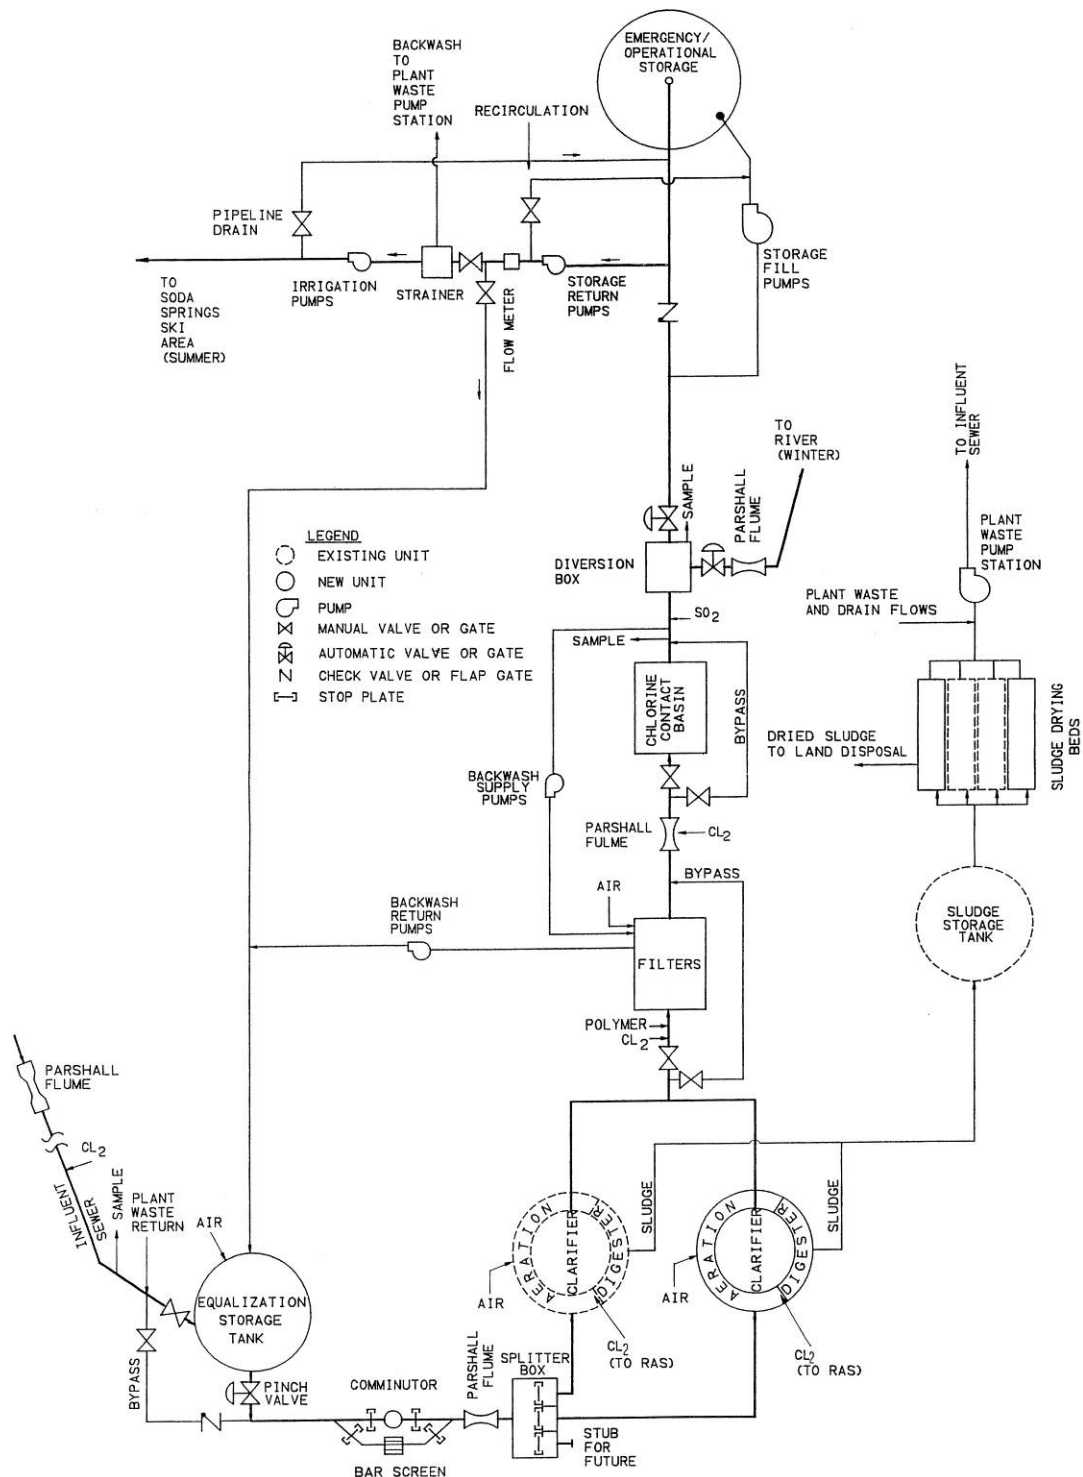 EMERGENCY/
OPERATIONAL
STORAGE
BACKWASH
TO
PLANT
WASTE
PUMP
STATION
RECIRCULATION
PIPELINE
DRAIN
TO
SODA
SPRINGS
SKI
AREA
(SUMMER)
IRRIGATION
PUMPS
STRAINER
FLOW METER
STORAGE
RETURN
PUMPS
STORAGE
FILL
PUMPS
TO INFLUENT
SEWER
TO
RIVER
(WINTER)
SAMPLE
PARSHALL
FLUME
DIVERSION
BOX
PLANT
WASTE
PUMP
STATION
PLANT WASTE
AND DRAIN FLOWS
LEGEND
EXISTING UNIT
NEW UNIT
PUMP
MANUAL VALVE OR GATE
AUTOMATIC VALVE OR GATE
CHECK VALVE OR FLAP GATE
STOP PLATE
SO2
SAMPLE
CHLORINE
CONTACT
BASIN
BYPASS
DRIED SLUDGE
TO LAND DISPOSAL
SLUDGE DRYING
BEDS
BACKWASH
SUPPLY
PUMPS
PARSHALL
FULME
CL2
BYPASS
AIR
BACKWASH
RETURN
PUMPS
FILTERS
SLUDGE
STORAGE
TANK
POLYMER
CL2
PARSHALL
FLUME
CL2
INFLUENT
SEWER
SAMPLE
PLANT
WASTE
RETURN
AIR
EQUALIZATION
STORAGE
TANK
BYPASS
PINCH
VALVE
COMMINUTOR
BAR SCREEN
PARSHALL
FLUME
SPLITTER
BOX
STUB
FOR
FUTURE
AERATION
CLARIFIER
DIGESTER
AIR
CL2
(TO RAS)
SLUDGE
AERATION
CLARIFIER
DIGESTER
AIR
CL2
(TO RAS)
SLUDGE